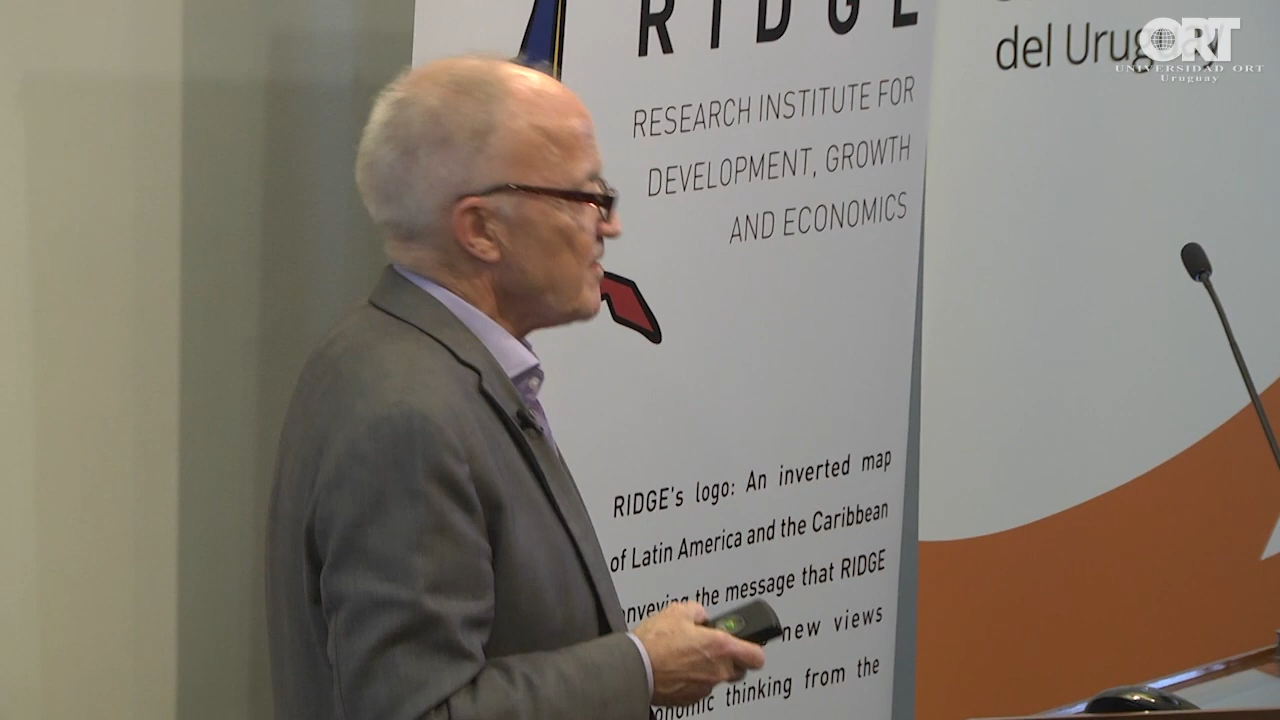 RIDGE
RESEARCH INSTITUTE FOR
DEVELOPMENT, GROWTH
AND ECONOMICS
RIDGE's logo: An inverted map
of Latin America and the Caribbean
the message that RIDGE
new views
thinking from the
del Uruguay
ORT
UNIVERSIDAD ORT
Uruguay